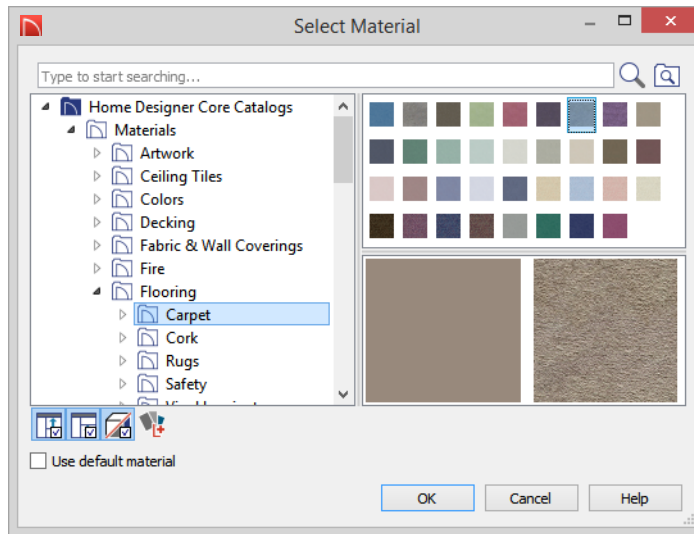 Select Material
Type to start searching...
Home Designer Core Catalogs
Materials
Artwork
Ceiling Tiles
Colors
Decking
Fabric & Wall Coverings
Fire
Flooring
Carpet
Cork
Rugs
Safety
Use default material
OK
Cancel
Help